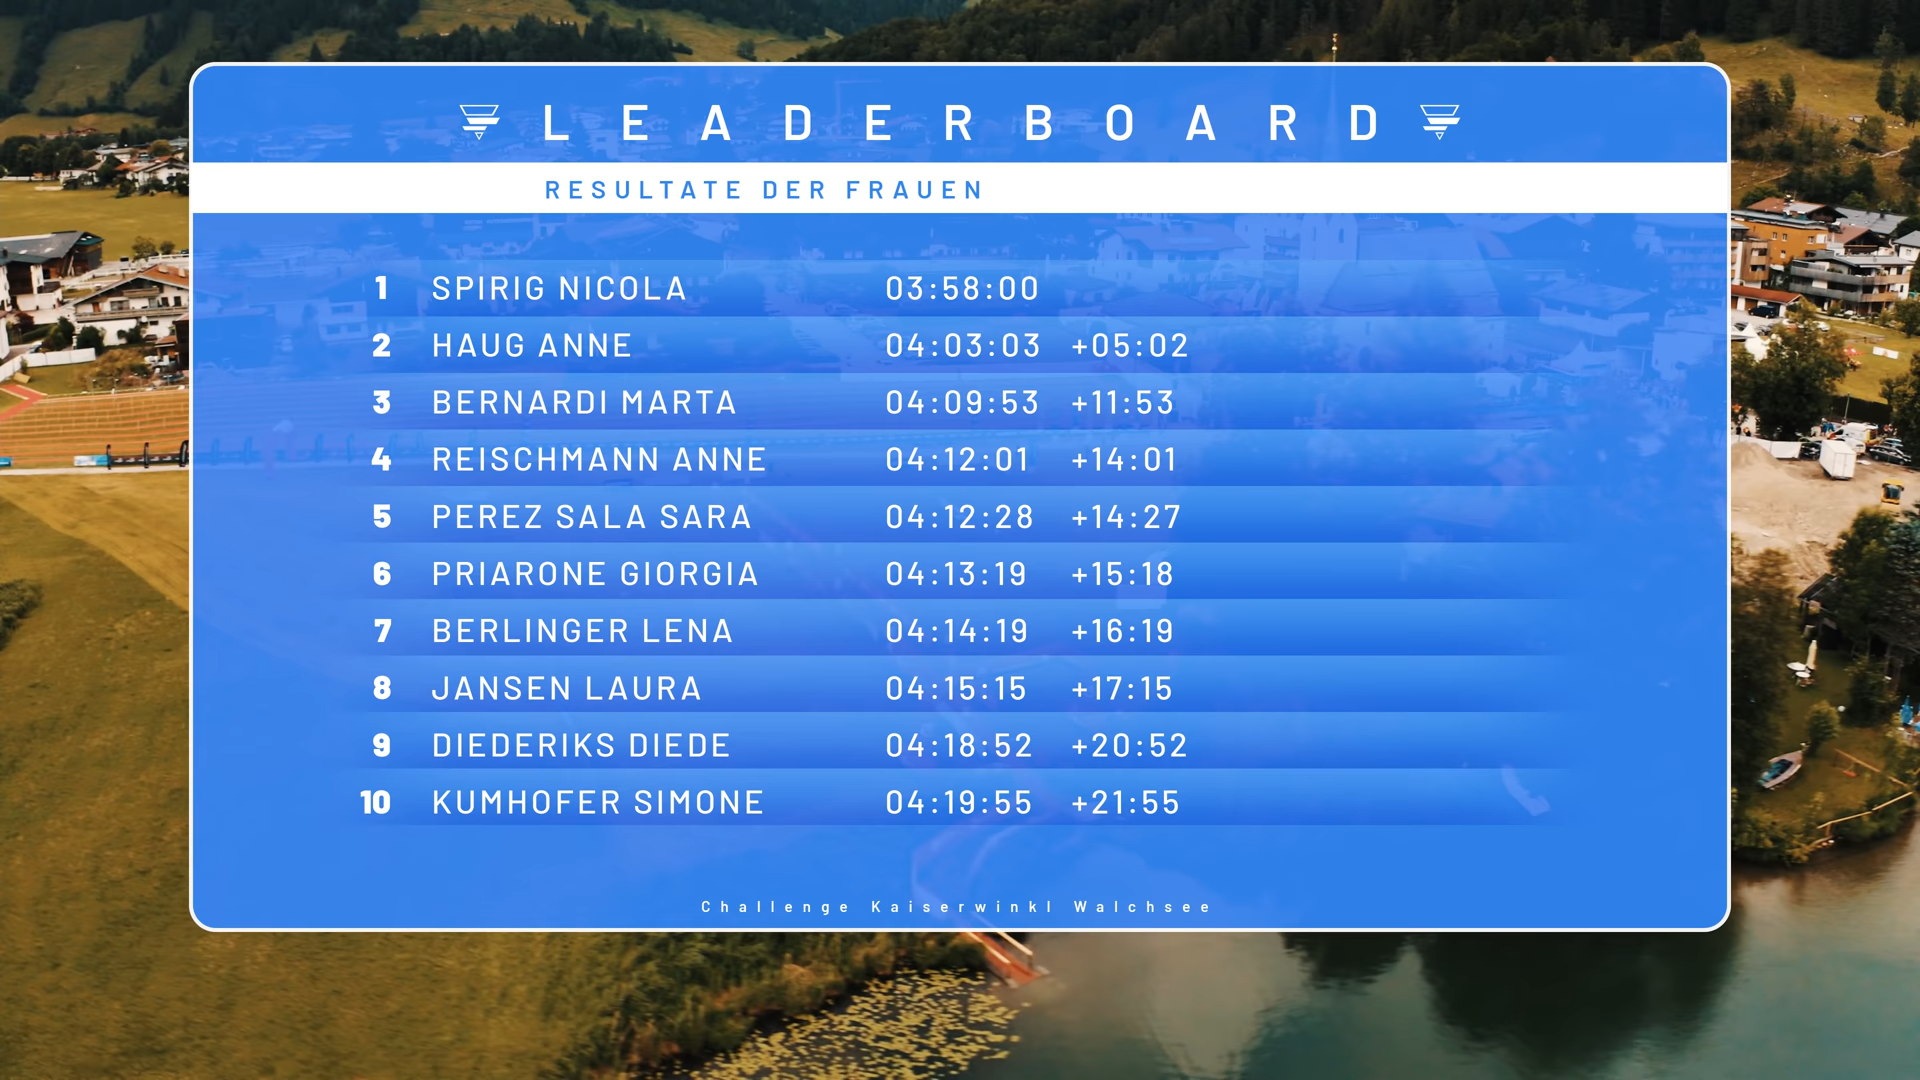 LEADERBOARD
RESULTATE DER FRAUEN
1 SPIRIG NICOLA 03:58:00
2 HAUG ANNE 04:03:03 +05:02
3 BERNARDI MARTA 04:09:53 +11:53
4 REISCHMANN ANNE 04:12:01 +14:01
5 PEREZ SALA SARA 04:12:28 +14:27
6 PRIARONE GIORGIA 04:13:19 +15:18
7 BERLINGER LENA 04:14:19 +16:19
8 JANSEN LAURA 04:15:15 +17:15
9 DIEDERIKS DIEDE 04:18:52 +20:52
10 KUMHOFER SIMONE 04:19:55 +21:55
Challenge Kaiserwinkl Walchsee